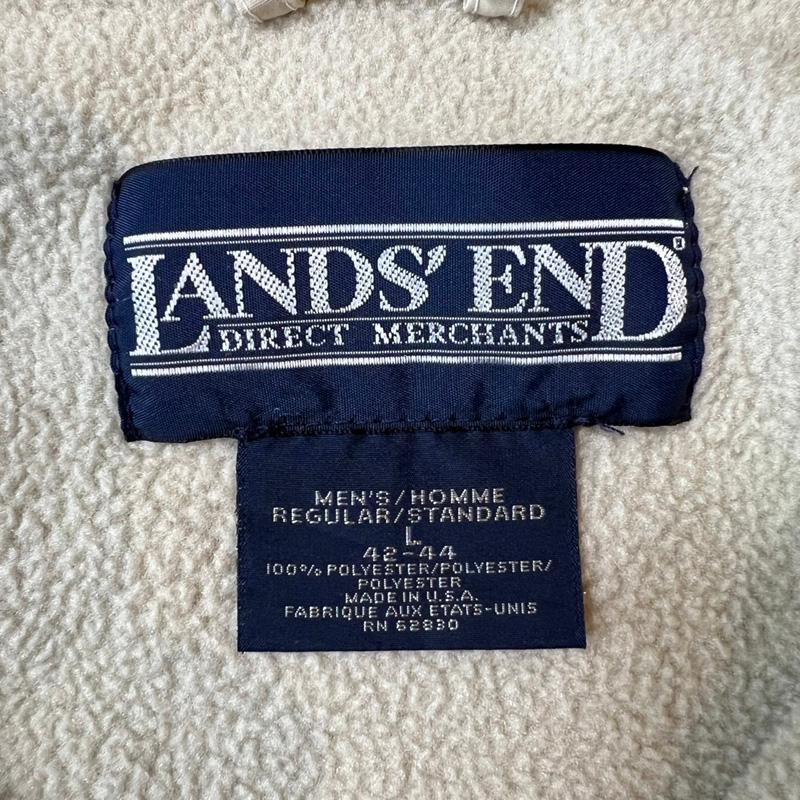 LANDS' END®
DIRECT MERCHANTS
MEN'S/HOMME
REGULAR/STANDARD
L
42-44
100% POLYESTER/POLYESTER/
POLYESTER
MADE IN U.S.A.
FABRIQUE AUX ETATS-UNIS
RN 62830